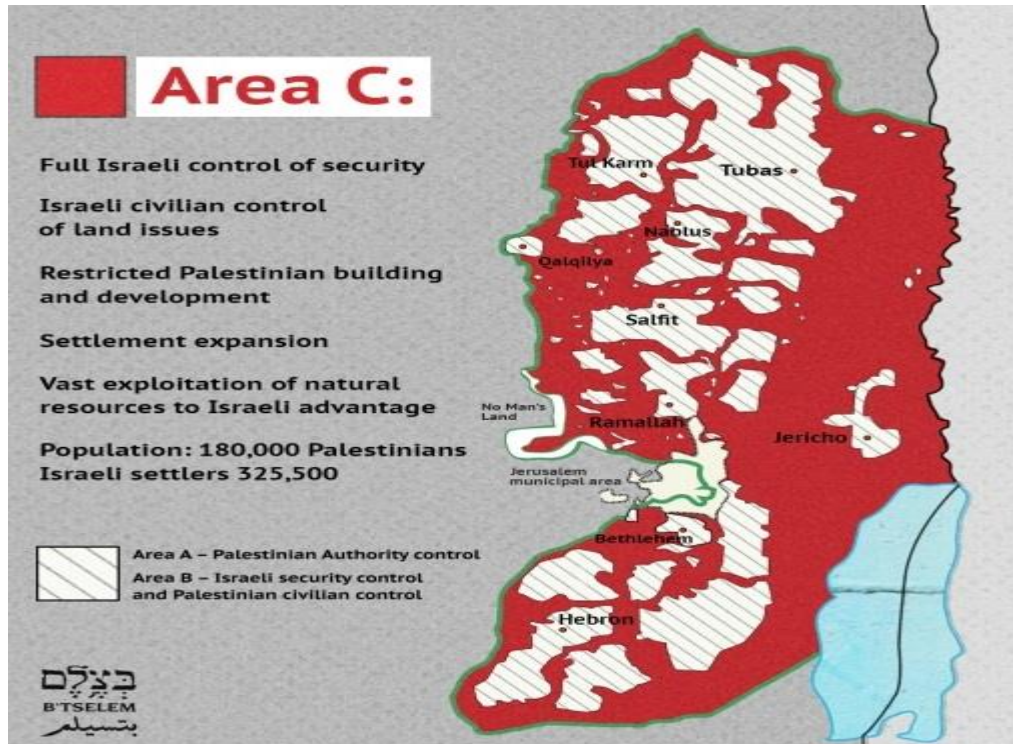 Area C:
Full Israeli control of security
Israeli civilian control
of land issues
Restricted Palestinian building
and development
Settlement expansion
Vast exploitation of natural
resources to Israeli advantage
Population: 180,000 Palestinians
Israeli settlers 325,500
Area A – Palestinian Authority control
Area B – Israeli security control
and Palestinian civilian control
בְּצֶלֶם
B'TSELEM
بتسيلم
Tul Karm
Tubas
Nablus
Qalqilya
Salfit
No Man's
Land
Ramallah
Jericho
Jerusalem
municipal area
Bethlehem
Hebron